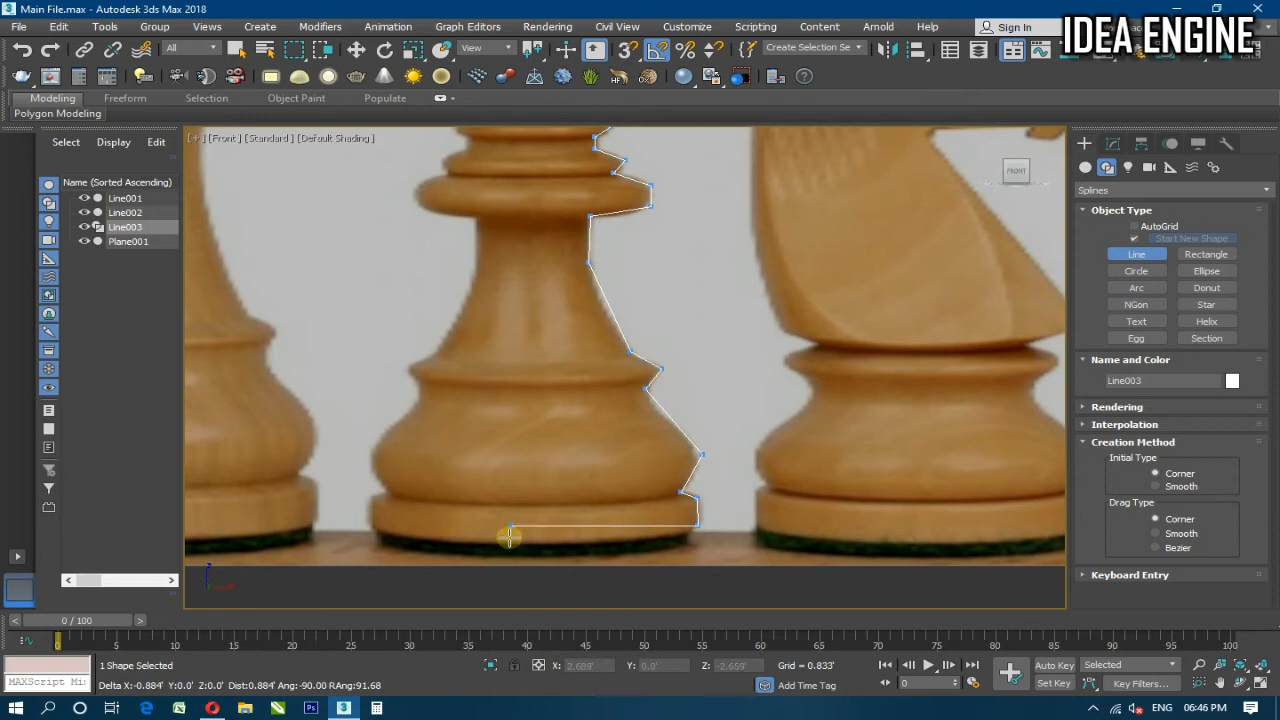 Main File.max - Autodesk 3ds Max 2018
File Edit Tools Group Views Create Modifiers Animation Graph Editors Rendering Civil View Customize Scripting Content Arnold Help Sign In
IDEA ENGINE
All View Create Selection Se
Modeling Freeform Selection Object Paint Populate
Polygon Modeling
Select Display Edit
Name (Sorted Ascending)
Line001
Line002
Line003
Plane001
[+] [Front] [Standard] [Default Shading]
FRONT
Splines
Object Type
AutoGrid
Start New Shape
Line Rectangle
Circle Ellipse
Arc Donut
NGon Star
Text Helix
Egg Section
Name and Color
Line003
Rendering
Interpolation
Creation Method
Initial Type
Corner
Smooth
Drag Type
Corner
Smooth
Bezier
Keyboard Entry
0 / 100
0 5 10 15 20 25 30 35 40 45 50 55 60 65 70 75 80 85 90 95 100
1 Shape Selected
X: 2.689' Y: 0.0' Z: -2.659' Grid = 0.833'
Auto Key Selected
MAXScript Mi
Delta X-0.884' Y:0.0' Z:0.0' Dist:0.884' Ang:-90.00 RAng:91.68
Add Time Tag
0
Set Key Key Filters...
ENG 06:46 PM